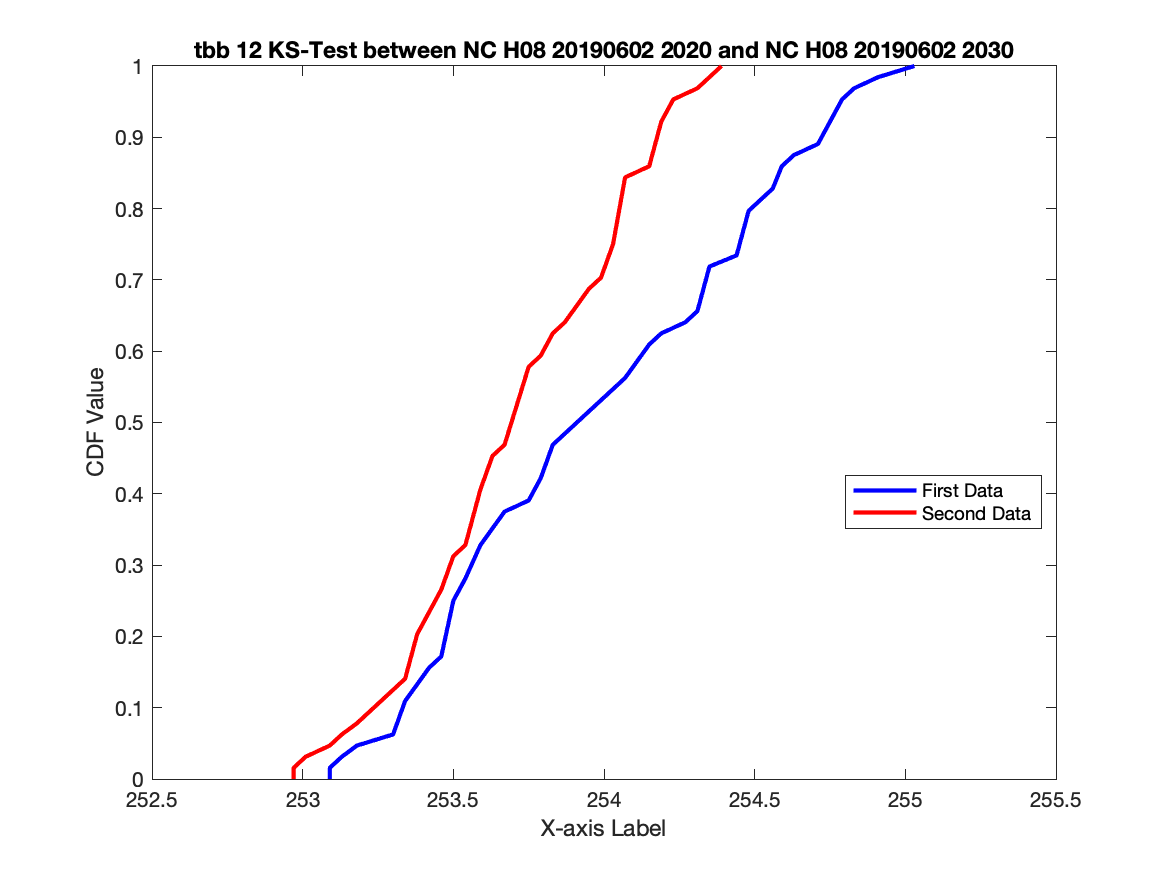 tbb 12 KS-Test between NC H08 20190602 2020 and NC H08 20190602 2030
1
0.9
0.8
0.7
0.6
0.5
0.4
0.3
0.2
0.1
0
CDF Value
First Data
Second Data
252.5 253 253.5 254 254.5 255 255.5
X-axis Label